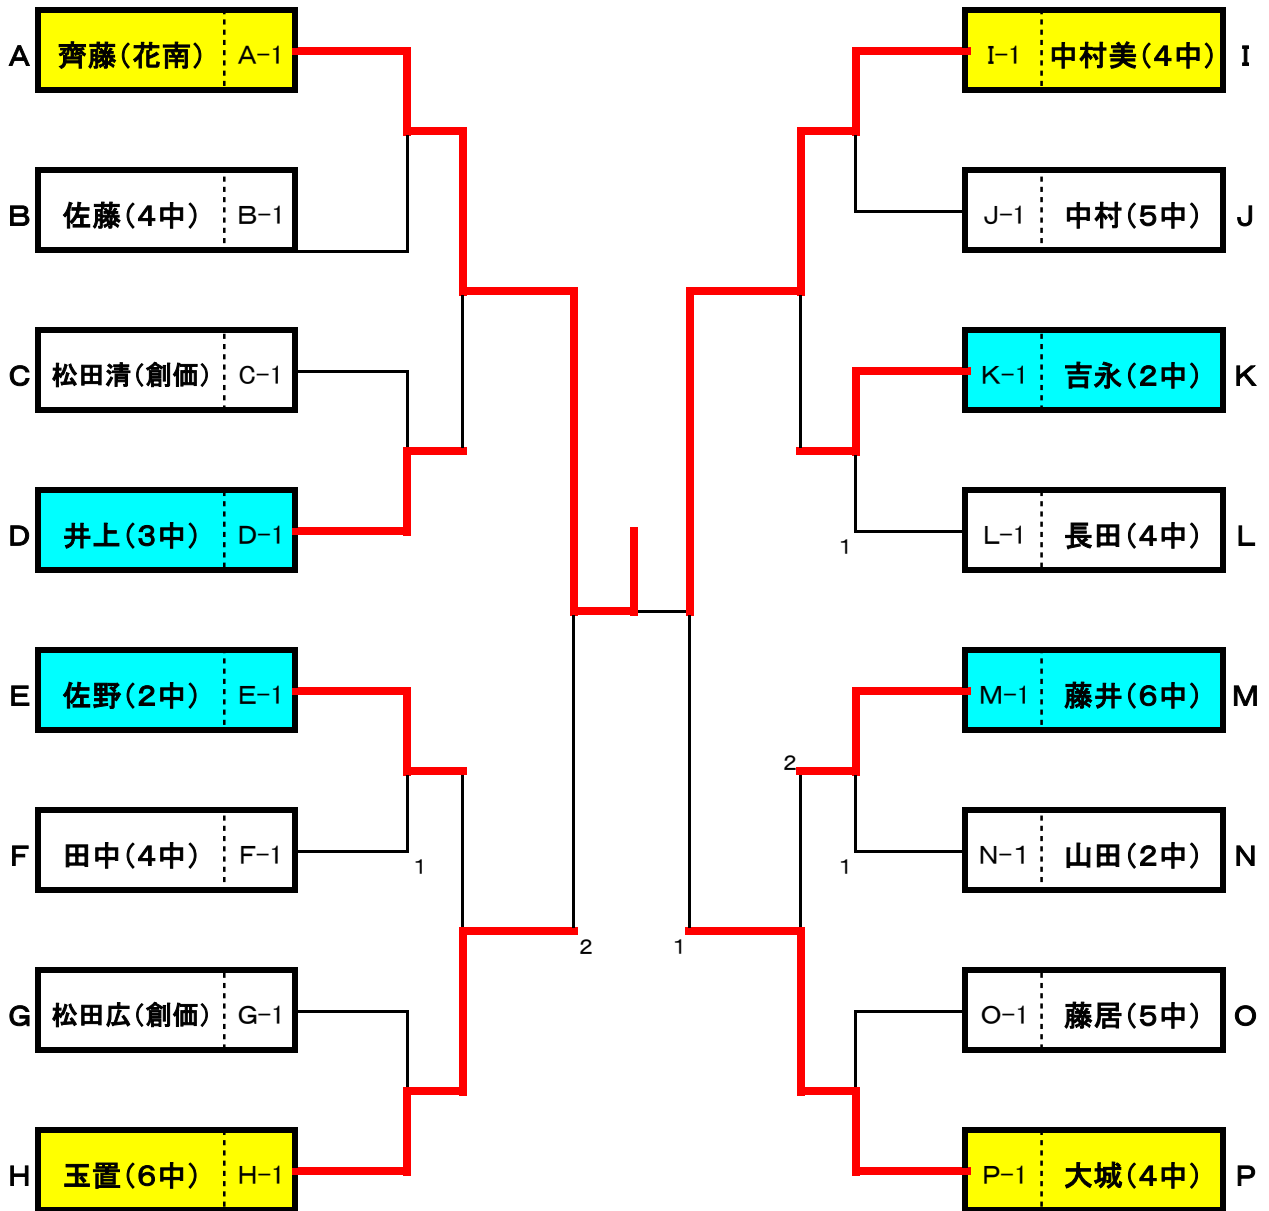 A 齊藤(花南) A-1
B 佐藤(4中) B-1
C 松田清(創価) C-1
D 井上(3中) D-1
E 佐野(2中) E-1
F 田中(4中) F-1
1
G 松田広(創価) G-1
H 玉置(6中) H-1
2
I-1 中村美(4中) I
J-1 中村(5中) J
K-1 吉永(2中) K
L-1 長田(4中) L
1
M-1 藤井(6中) M
2
N-1 山田(2中) N
1
1
O-1 藤居(5中) O
P-1 大城(4中) P